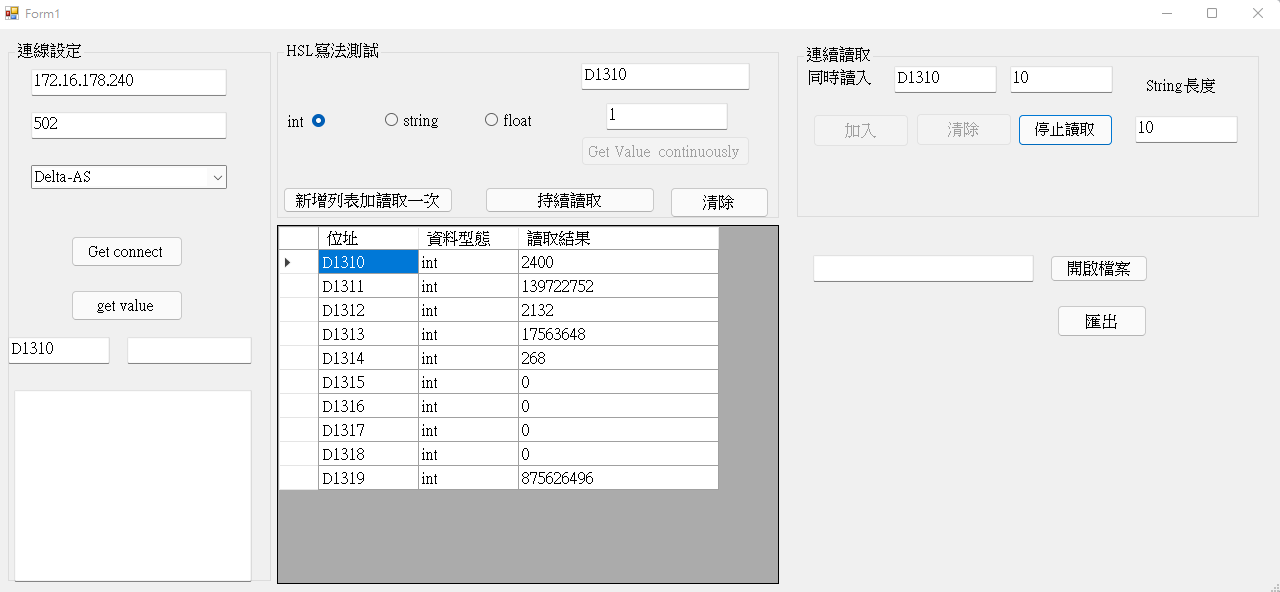 Form1
連線設定
172.16.178.240
502
Delta-AS
Get connect
get value
D1310
HSL寫法測試
D1310
int
string
float
1
Get Value continuously
新增列表加讀取一次
持續讀取
清除
位址 資料型態 讀取結果
D1310 int 2400
D1311 int 139722752
D1312 int 2132
D1313 int 17563648
D1314 int 268
D1315 int 0
D1316 int 0
D1317 int 0
D1318 int 0
D1319 int 875626496
連續讀取
同時讀入 D1310 10
String長度
加入
清除
停止讀取
10
開啟檔案
匯出